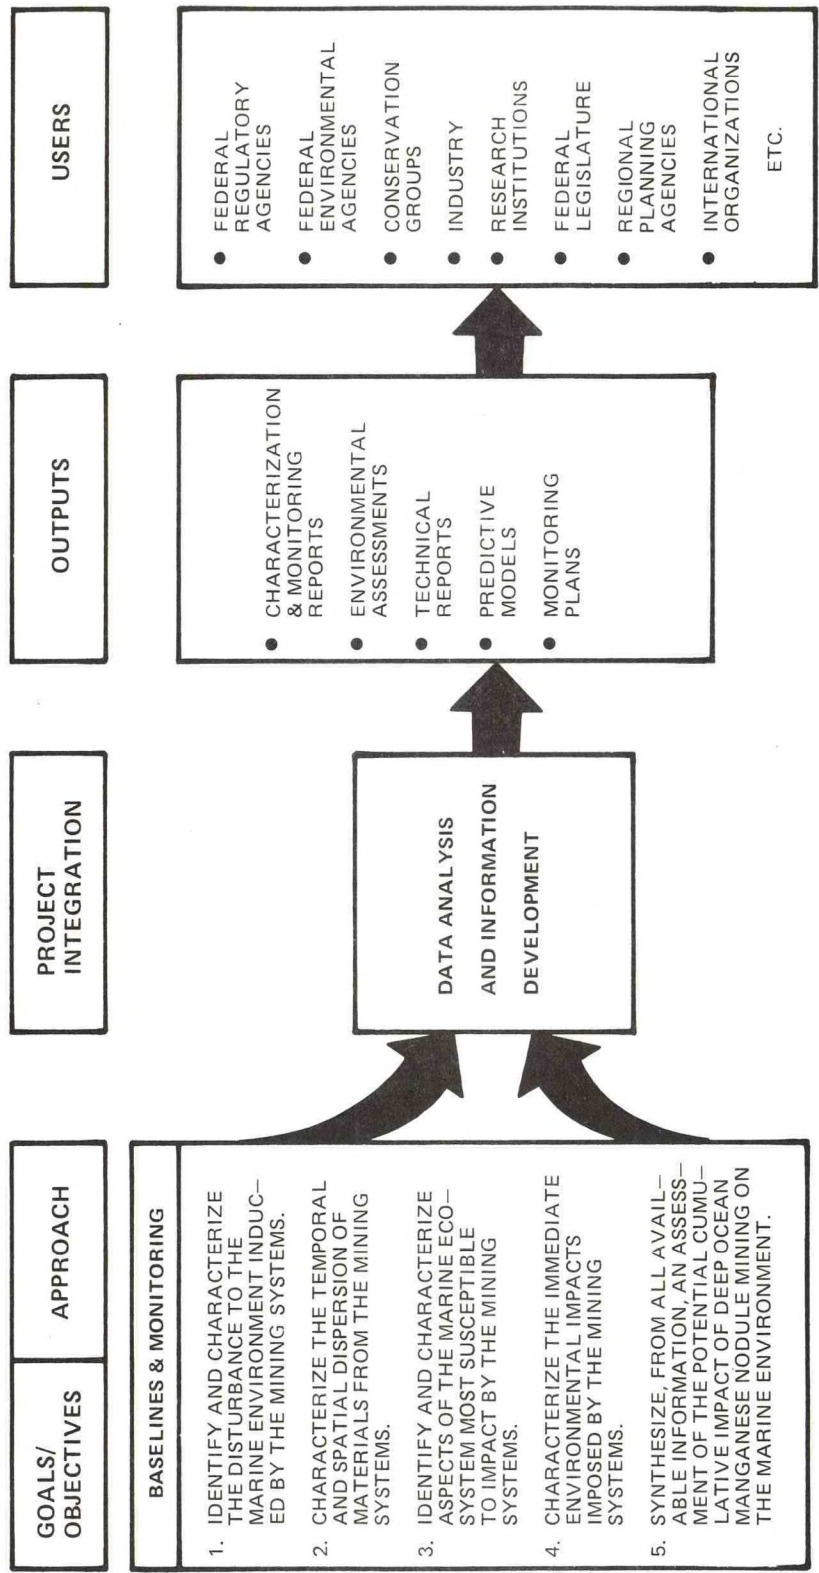 GOALS/
OBJECTIVES
APPROACH
PROJECT
INTEGRATION
OUTPUTS
USERS
BASELINES & MONITORING
1. IDENTIFY AND CHARACTERIZE
THE DISTURBANCE TO THE
MARINE ENVIRONMENT INDUC–
ED BY THE MINING SYSTEMS.
2. CHARACTERIZE THE TEMPORAL
AND SPATIAL DISPERSION OF
MATERIALS FROM THE MINING
SYSTEMS.
3. IDENTIFY AND CHARACTERIZE
ASPECTS OF THE MARINE ECO–
SYSTEM MOST SUSCEPTIBLE
TO IMPACT BY THE MINING
SYSTEMS.
4. CHARACTERIZE THE IMMEDIATE
ENVIRONMENTAL IMPACTS
IMPOSED BY THE MINING
SYSTEMS.
5. SYNTHESIZE, FROM ALL AVAIL–
ABLE INFORMATION, AN ASSESS–
MENT OF THE POTENTIAL CUMU–
LATIVE IMPACT OF DEEP OCEAN
MANGANESE NODULE MINING ON
THE MARINE ENVIRONMENT.
DATA ANALYSIS
AND INFORMATION
DEVELOPMENT
● CHARACTERIZATION
& MONITORING
REPORTS
● ENVIRONMENTAL
ASSESSMENTS
● TECHNICAL
REPORTS
● PREDICTIVE
MODELS
● MONITORING
PLANS
● FEDERAL
REGULATORY
AGENCIES
● FEDERAL
ENVIRONMENTAL
AGENCIES
● CONSERVATION
GROUPS
● INDUSTRY
● RESEARCH
INSTITUTIONS
● FEDERAL
LEGISLATURE
● REGIONAL
PLANNING
AGENCIES
● INTERNATIONAL
ORGANIZATIONS
ETC.